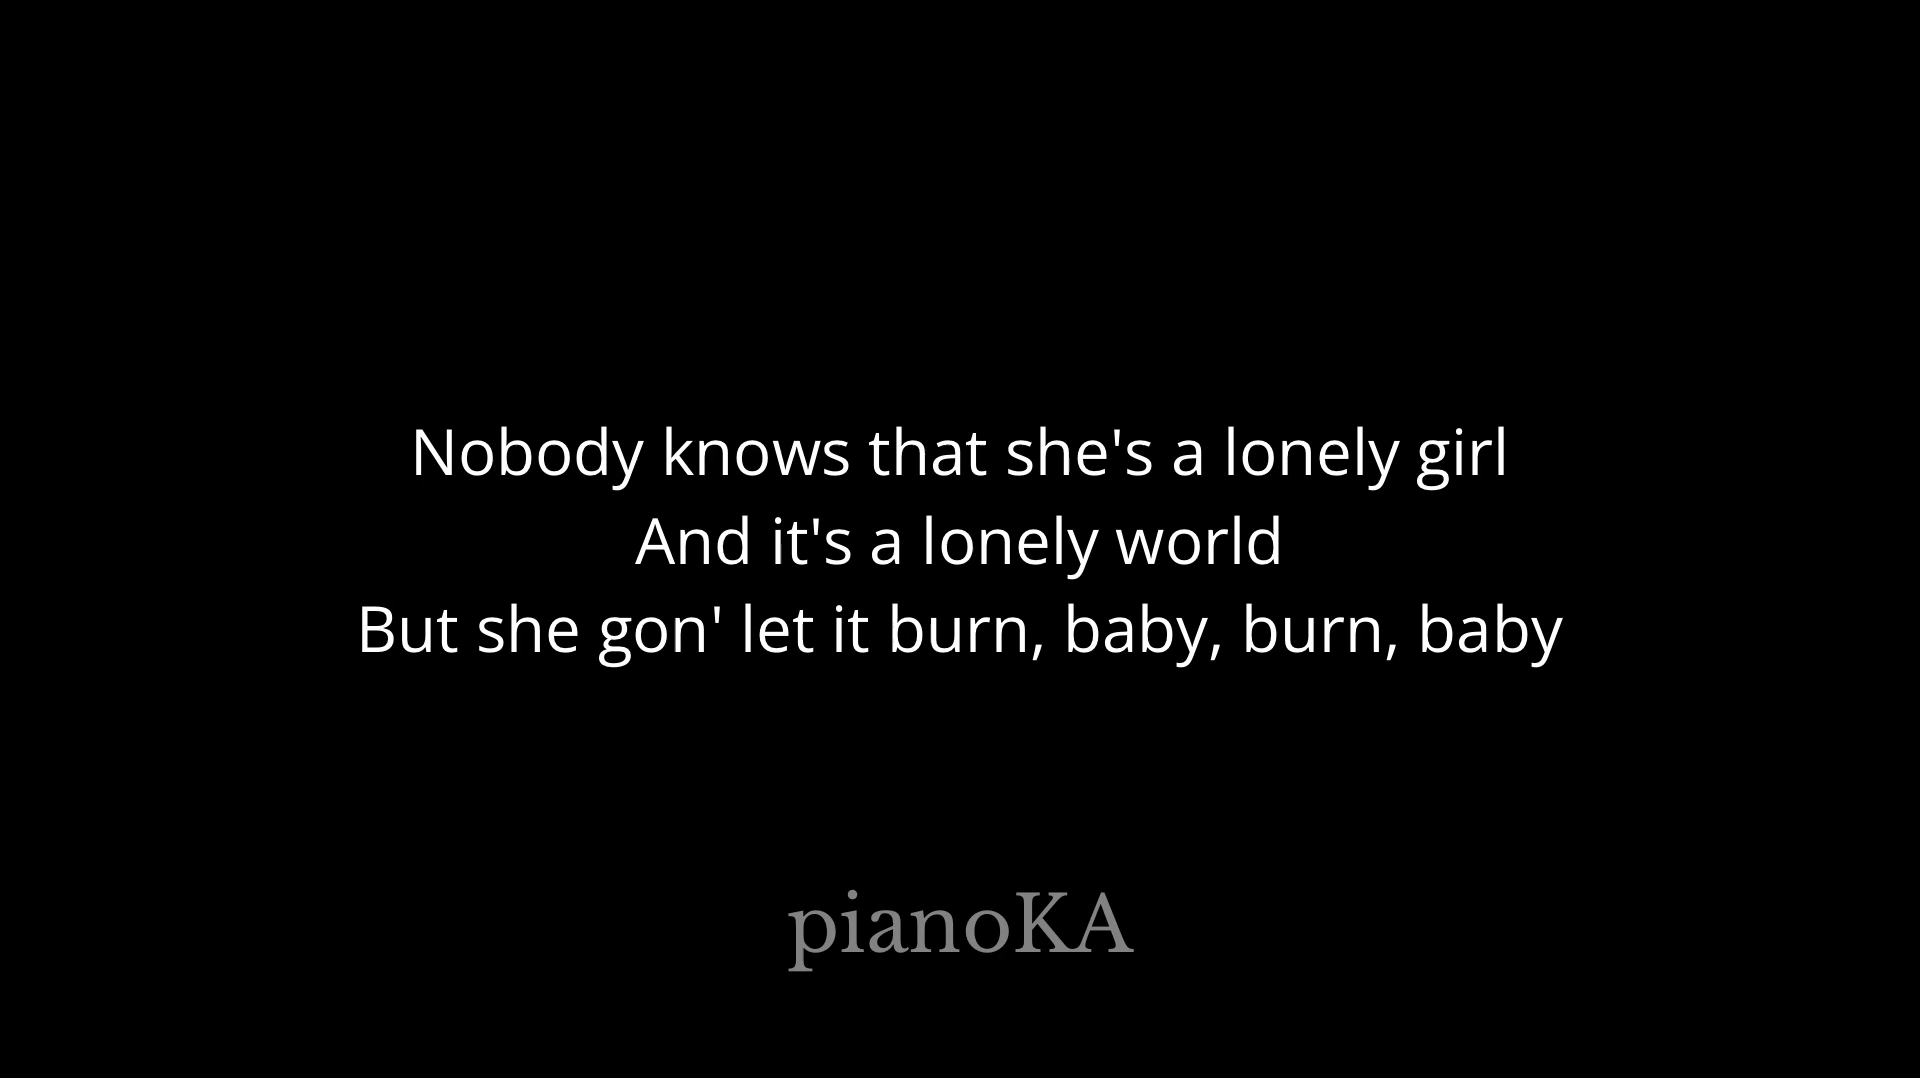 Nobody knows that she's a lonely girl
And it's a lonely world
But she gon' let it burn, baby, burn, baby
pianoKA